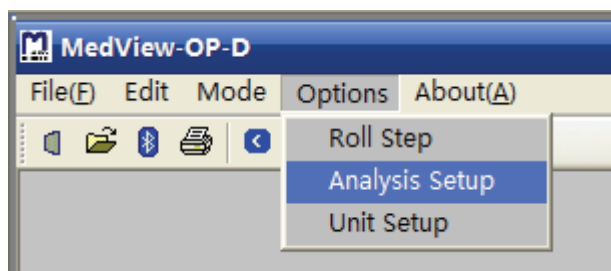 MedView-OP-D
File(F) Edit Mode Options About(A)
Roll Step
Analysis Setup
Unit Setup